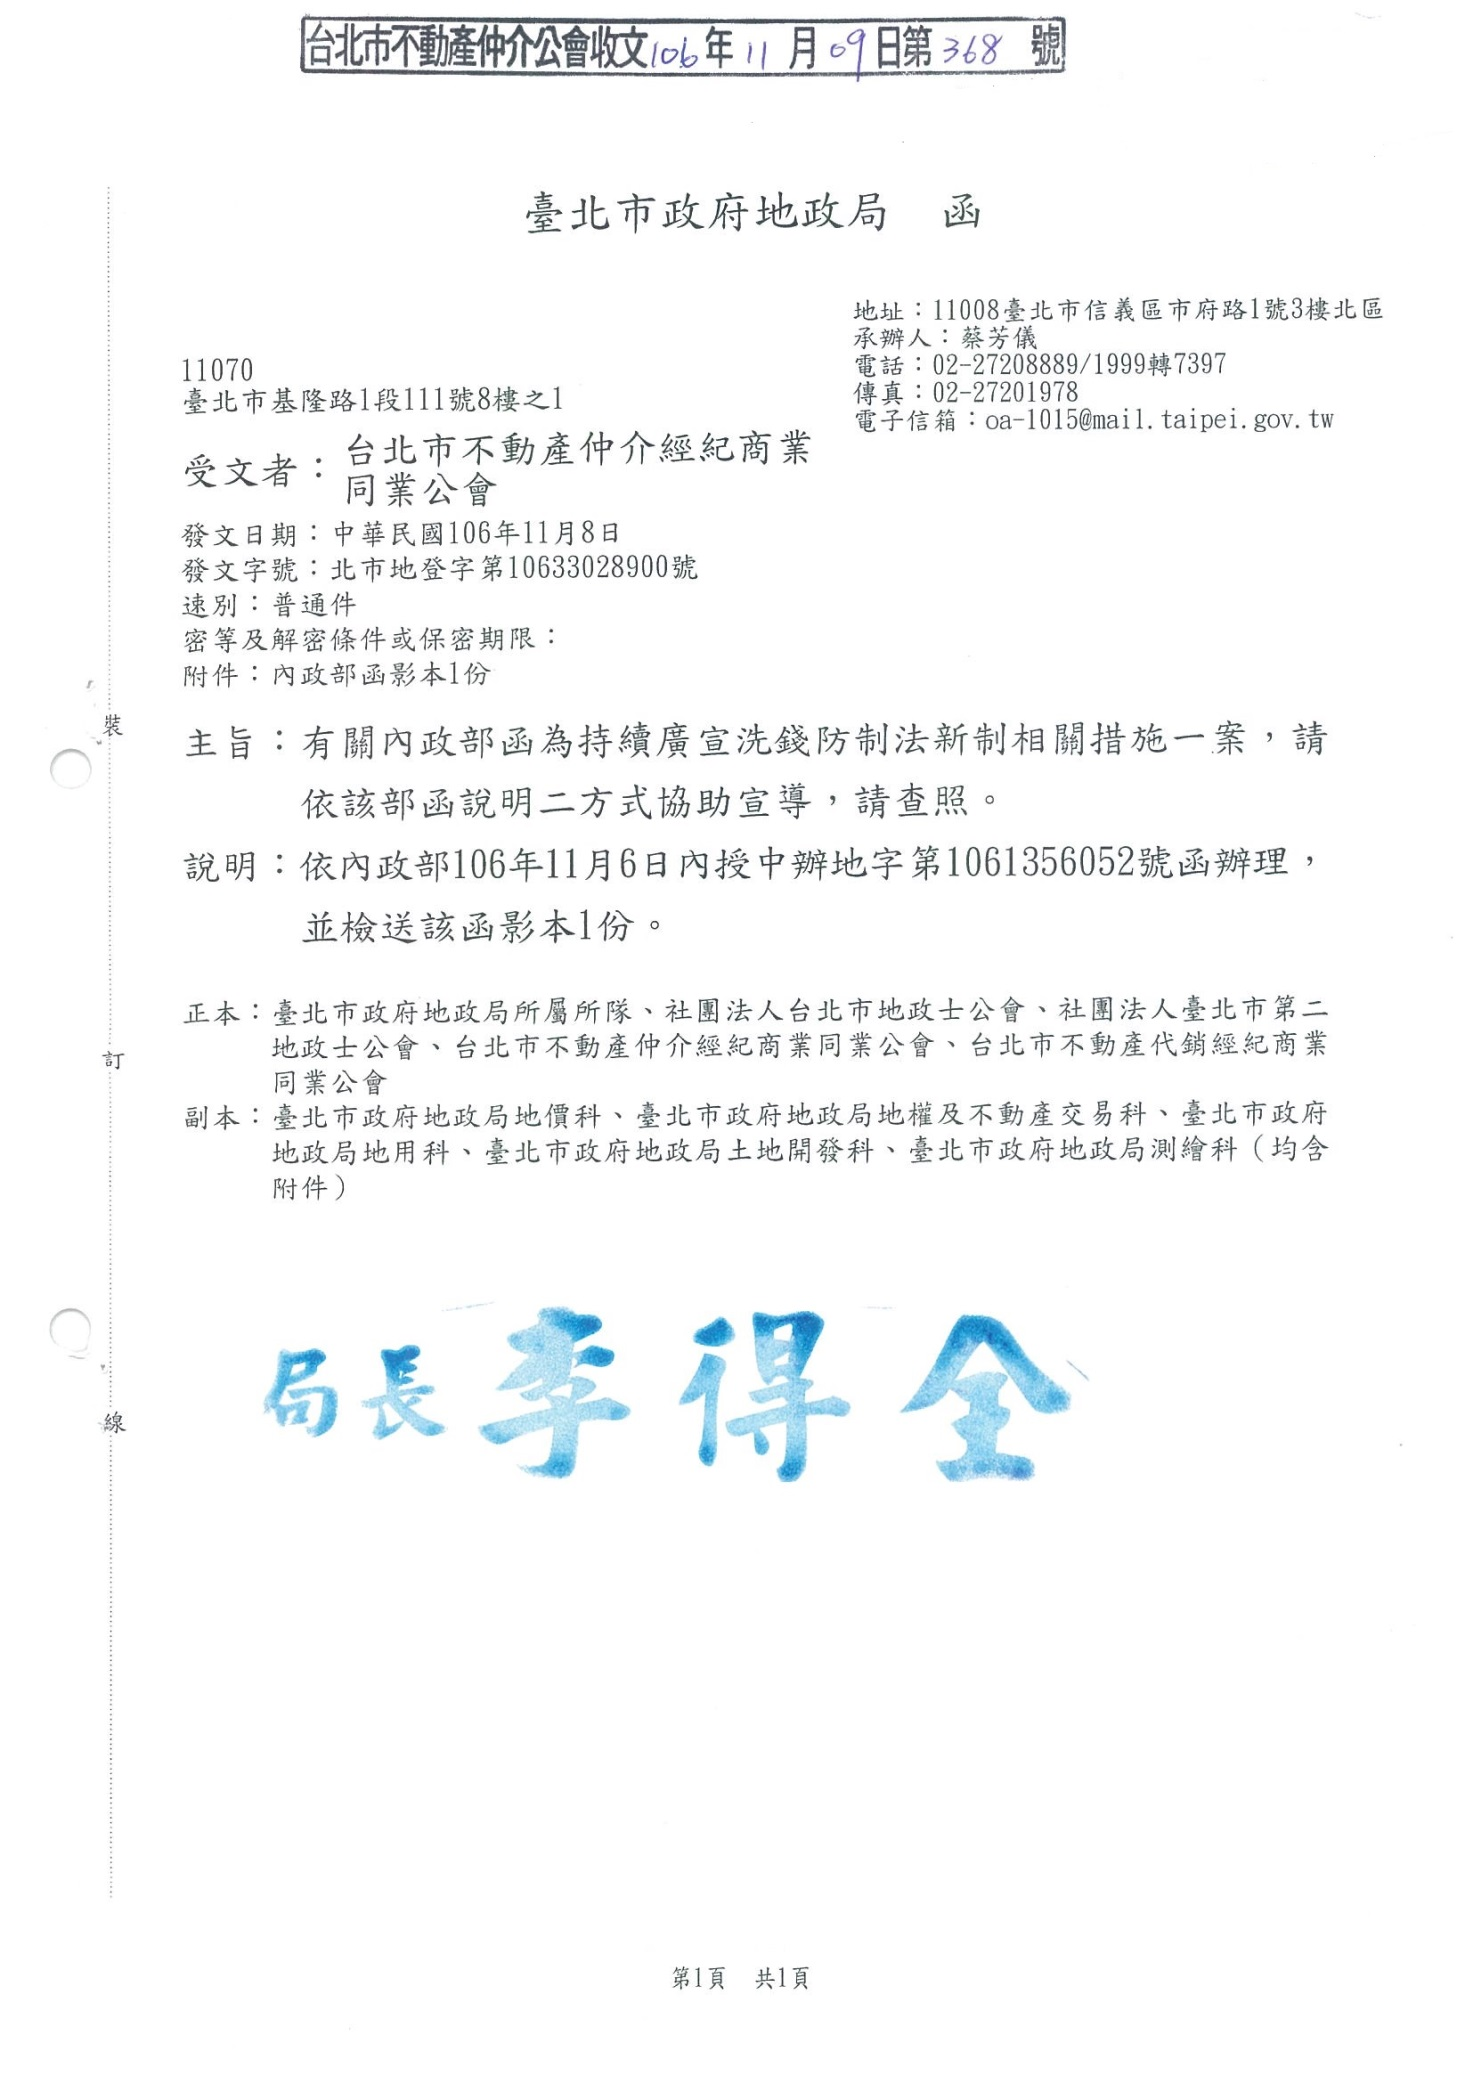 台北市不動產仲介公會收文106年11月09日第368號
臺北市政府地政局 函
地址：11008臺北市信義區市府路1號3樓北區
承辦人：蔡芳儀
電話：02-27208889/1999轉7397
傳真：02-27201978
電子信箱：oa-1015@mail.taipei.gov.tw
11070
臺北市基隆路1段111號8樓之1
受文者：台北市不動產仲介經紀商業
同業公會
發文日期：中華民國106年11月8日
發文字號：北市地登字第10633028900號
速別：普通件
密等及解密條件或保密期限：
附件：內政部函影本1份
主旨：有關內政部函為持續廣宣洗錢防制法新制相關措施一案，請
依該部函說明二方式協助宣導，請查照。
說明：依內政部106年11月6日內授中辦地字第1061356052號函辦理，
並檢送該函影本1份。
正本：臺北市政府地政局所屬所隊、社團法人台北市地政士公會、社團法人臺北市第二
地政士公會、台北市不動產仲介經紀商業同業公會、台北市不動產代銷經紀商業
同業公會
副本：臺北市政府地政局地價科、臺北市政府地政局地權及不動產交易科、臺北市政府
地政局地用科、臺北市政府地政局土地開發科、臺北市政府地政局測繪科（均含
附件）
裝
訂
線
局長李得全
第1頁 共1頁